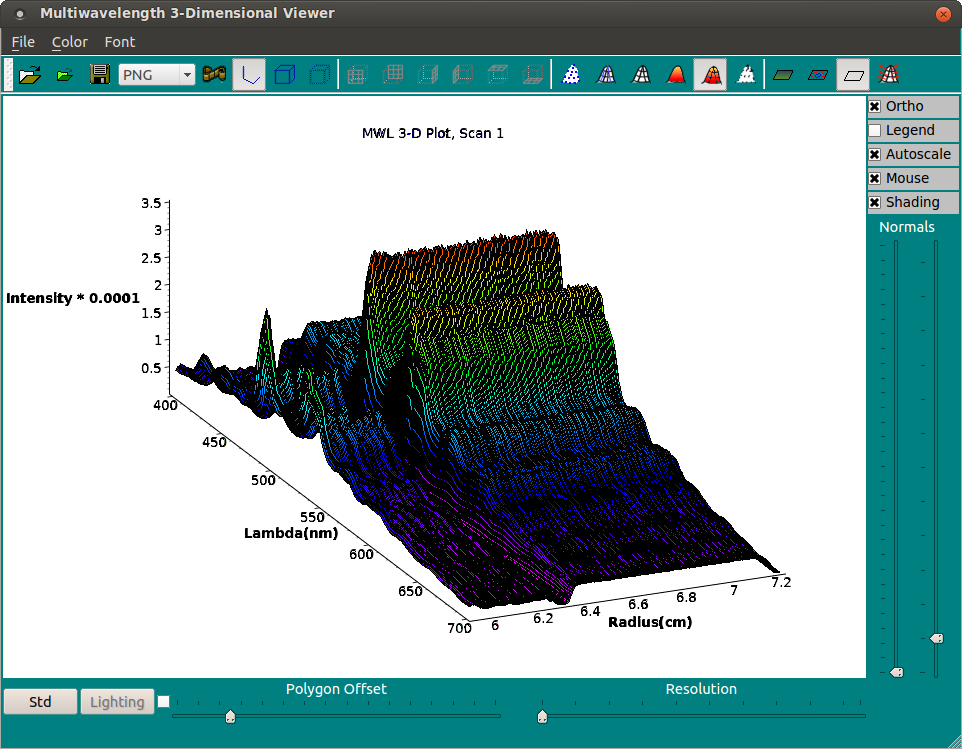 Multiwavelength 3-Dimensional Viewer
File Color Font
PNG
MWL 3-D Plot, Scan 1
Ortho
Legend
Autoscale
Mouse
Shading
Normals
3.5
3
2.5
2
Intensity * 0.0001
1.5
1
0.5
400
450
500
550
Lambda(nm)
600
650
700
6
6.2
6.4
6.6
6.8
7
7.2
Radius(cm)
Polygon Offset
Resolution
Std
Lighting